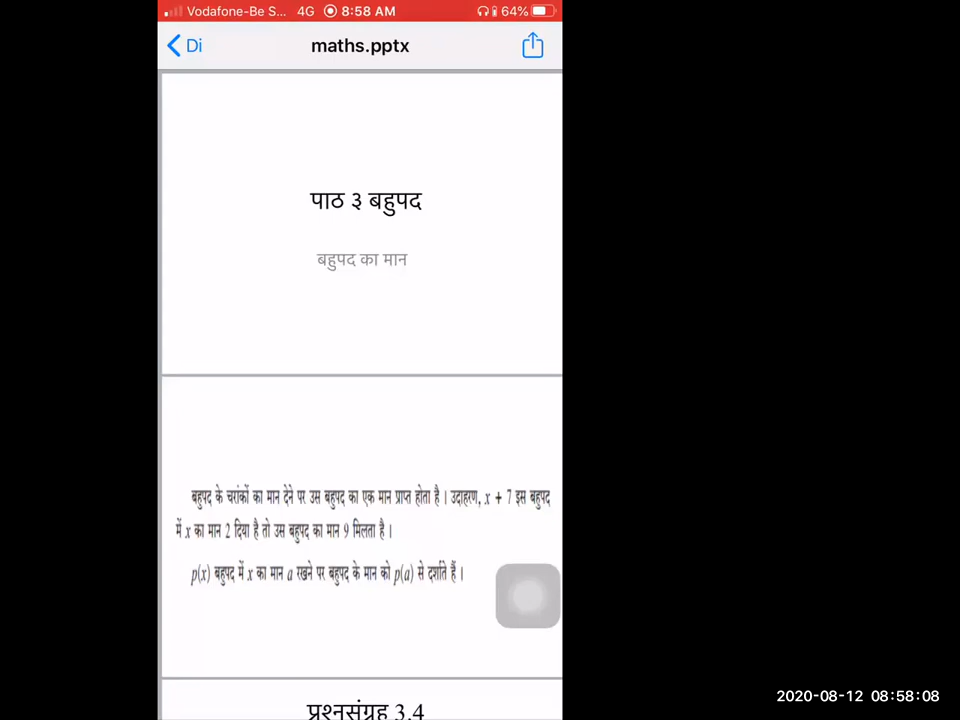 Vodafone-Be S... 4G 8:58 AM 64%
Di maths.pptx
पाठ ३ बहुपद
बहुपद का मान
बहुपद के चरांकों का मान देने पर उस बहुपद का एक मान प्राप्त होता है । उदाहरण, x + 7 इस बहुपद
में x का मान 2 दिया है तो उस बहुपद का मान 9 मिलता है ।
p(x) बहुपद में x का मान a रखने पर बहुपद के मान को p(a) से दर्शाते हैं ।
प्रश्नसंग्रह 3.4
2020-08-12 08:58:08